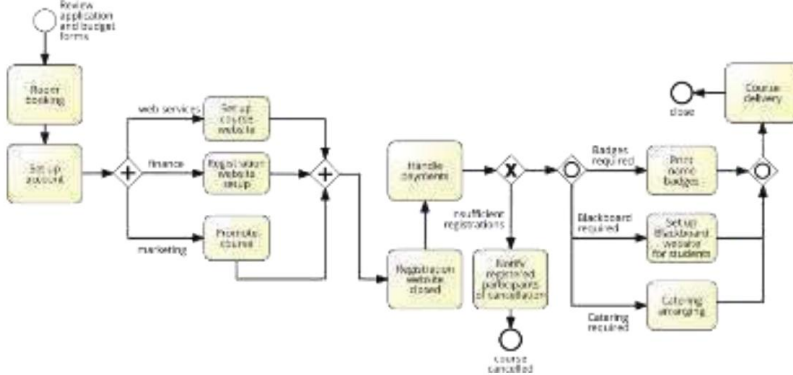 Review
application
and budget
forms
Room
booking
Set up
account
web services
Set up
course
website
finance
Registration
website
setup
marketing
Promote
course
Handle
payments
Registration
website
closed
insufficient
registrations
Notify
registered
participants
of cancellation
course
cancelled
Badges
required
Print
name
badges
Blackboard
required
Set up
Blackboard
website
for students
Catering
required
Catering
arranging
Course
delivery
close